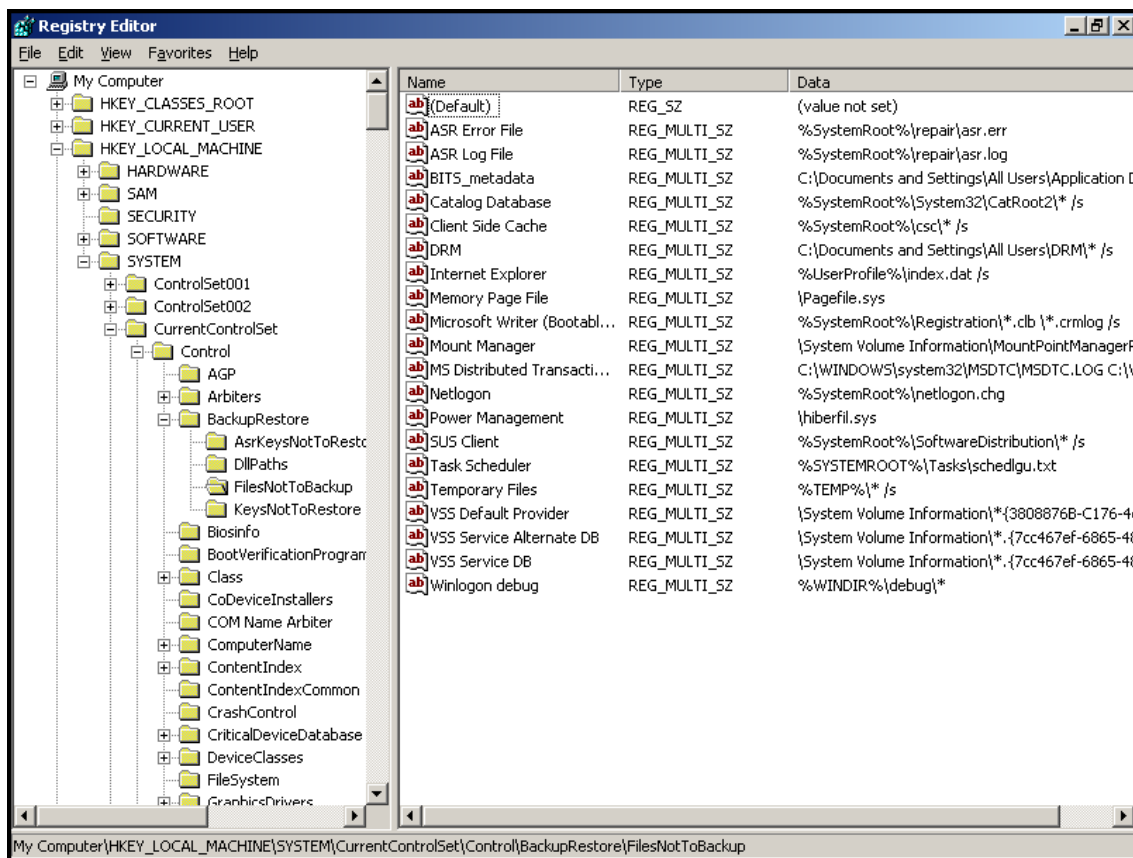 Registry Editor
File Edit View Favorites Help
My Computer
HKEY_CLASSES_ROOT
HKEY_CURRENT_USER
HKEY_LOCAL_MACHINE
HARDWARE
SAM
SECURITY
SOFTWARE
SYSTEM
ControlSet001
ControlSet002
CurrentControlSet
Control
AGP
Arbiters
BackupRestore
AsrKeysNotToResto
DllPaths
FilesNotToBackup
KeysNotToRestore
Biosinfo
BootVerificationProgram
Class
CoDeviceInstallers
COM Name Arbiter
ComputerName
ContentIndex
ContentIndexCommon
CrashControl
CriticalDeviceDatabase
DeviceClasses
FileSystem
GraphicsDrivers
Name Type Data
(Default) REG_SZ (value not set)
ASR Error File REG_MULTI_SZ %SystemRoot%\repair\asr.err
ASR Log File REG_MULTI_SZ %SystemRoot%\repair\asr.log
BITS_metadata REG_MULTI_SZ C:\Documents and Settings\All Users\Application D
Catalog Database REG_MULTI_SZ %SystemRoot%\System32\CatRoot2\* /s
Client Side Cache REG_MULTI_SZ %SystemRoot%\csc\* /s
DRM REG_MULTI_SZ C:\Documents and Settings\All Users\DRM\* /s
Internet Explorer REG_MULTI_SZ %UserProfile%\index.dat /s
Memory Page File REG_MULTI_SZ \Pagefile.sys
Microsoft Writer (Bootabl... REG_MULTI_SZ %SystemRoot%\Registration\*.clb \*.crmlog /s
Mount Manager REG_MULTI_SZ \System Volume Information\MountPointManagerR
MS Distributed Transacti... REG_MULTI_SZ C:\WINDOWS\system32\MSDTC\MSDTC.LOG C:\W
Netlogon REG_MULTI_SZ %SystemRoot%\netlogon.chg
Power Management REG_MULTI_SZ \hiberfil.sys
SUS Client REG_MULTI_SZ %SystemRoot%\SoftwareDistribution\* /s
Task Scheduler REG_MULTI_SZ %SYSTEMROOT%\Tasks\schedlgu.txt
Temporary Files REG_MULTI_SZ %TEMP%\* /s
VSS Default Provider REG_MULTI_SZ \System Volume Information\*{3808876B-C176-4e
VSS Service Alternate DB REG_MULTI_SZ \System Volume Information\*.{7cc467ef-6865-48
VSS Service DB REG_MULTI_SZ \System Volume Information\*.{7cc467ef-6865-48
Winlogon debug REG_MULTI_SZ %WINDIR%\debug\*
My Computer\HKEY_LOCAL_MACHINE\SYSTEM\CurrentControlSet\Control\BackupRestore\FilesNotToBackup